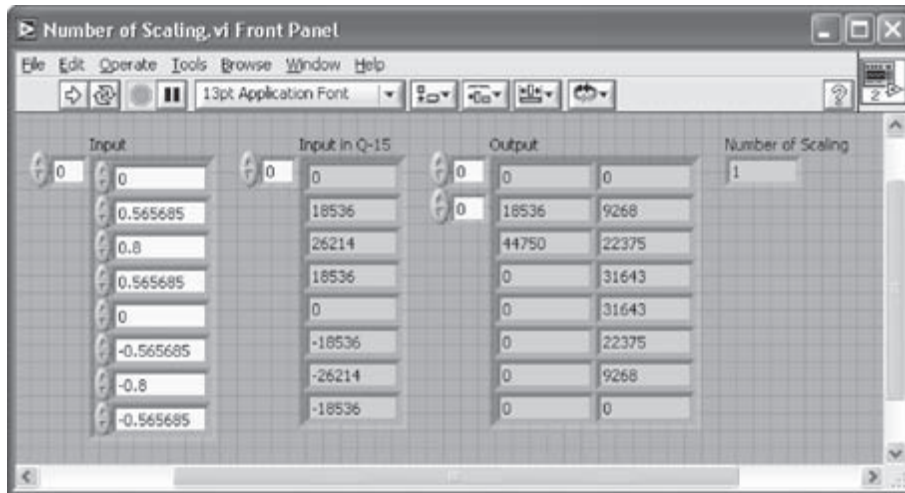 Number of Scaling.vi Front Panel
File Edit Operate Tools Browse Window Help
13pt Application Font
2
Input Input in Q-15 Output Number of Scaling
0 0 0 0 0 0 0 1
0.565685 18536 0 18536 9268
0.8 26214 44750 22375
0.565685 18536 0 31643
0 0 0 31643
-0.565685 -18536 0 22375
-0.8 -26214 0 9268
-0.565685 -18536 0 0